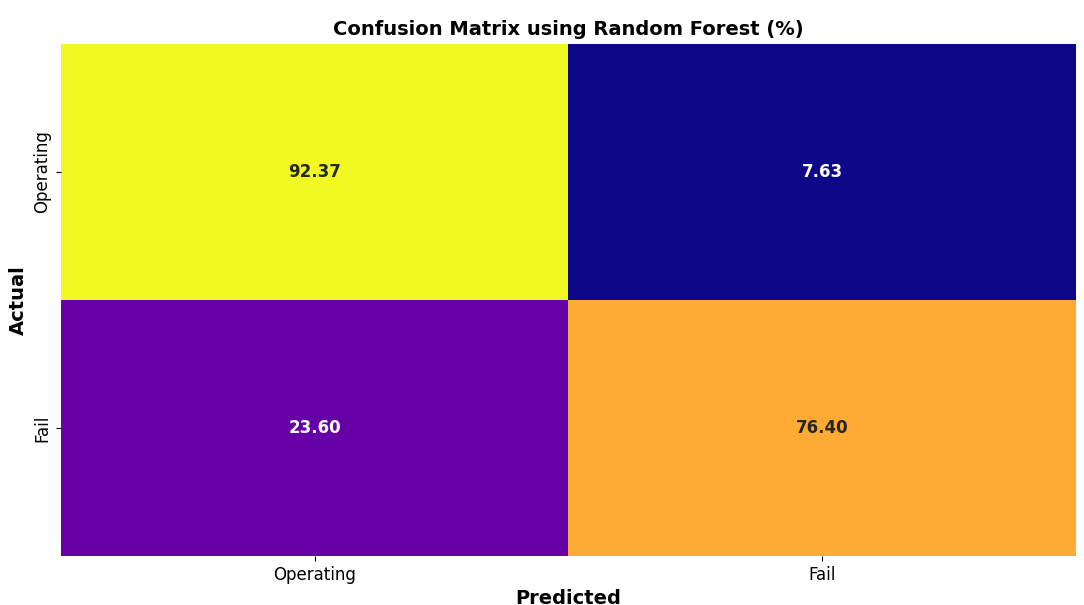 Confusion Matrix using Random Forest (%)
Actual
Operating
92.37
7.63
Fail
23.60
76.40
Operating
Fail
Predicted